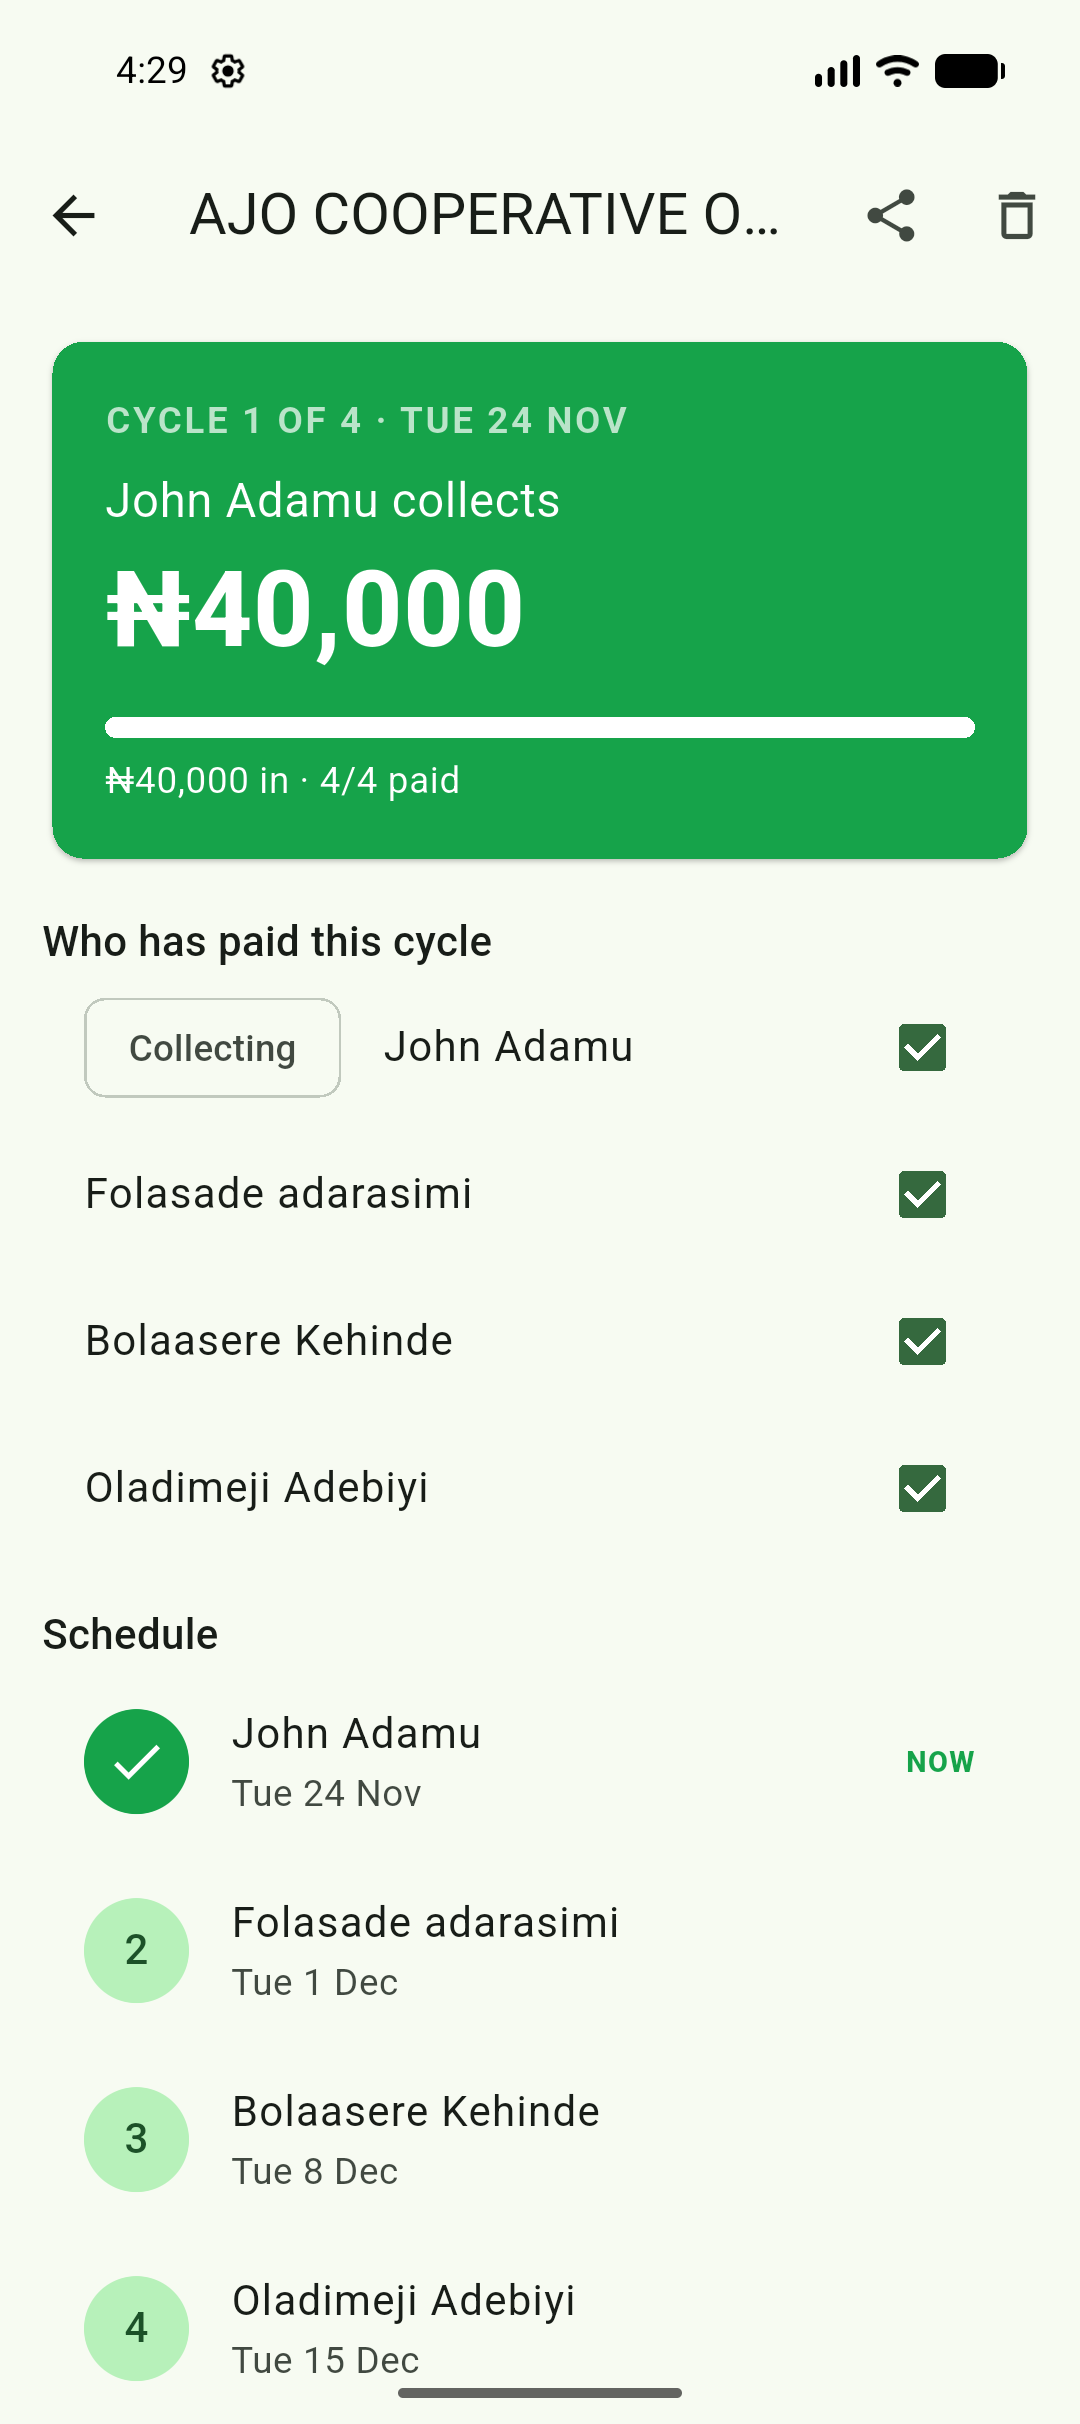 4:29
AJO COOPERATIVE O...
CYCLE 1 OF 4 · TUE 24 NOV
John Adamu collects
₦40,000
₦40,000 in · 4/4 paid
Who has paid this cycle
Collecting John Adamu
Folasade adarasimi
Bolaasere Kehinde
Oladimeji Adebiyi
Schedule
John Adamu
Tue 24 Nov
NOW
2
Folasade adarasimi
Tue 1 Dec
3
Bolaasere Kehinde
Tue 8 Dec
4
Oladimeji Adebiyi
Tue 15 Dec